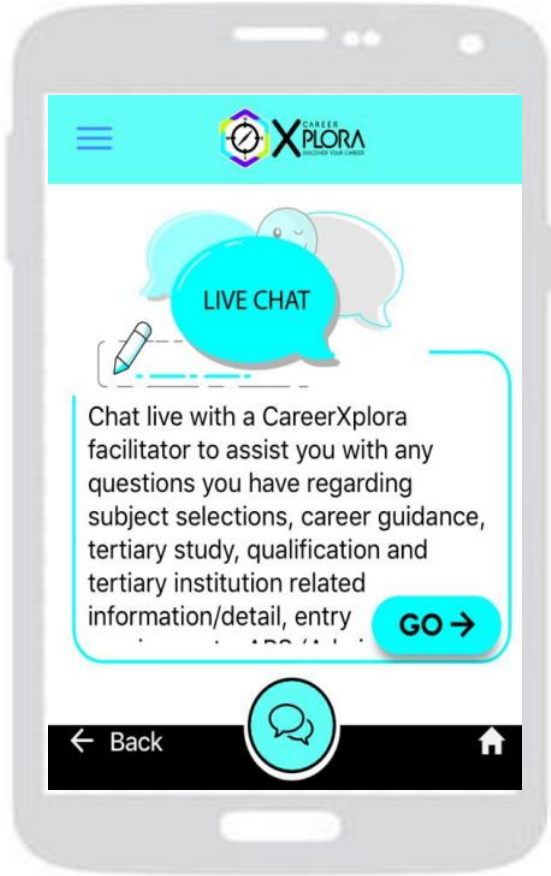 CAREER
XPLORA
DISCOVER YOUR CAREER
LIVE CHAT
Chat live with a CareerXplora
facilitator to assist you with any
questions you have regarding
subject selections, career guidance,
tertiary study, qualification and
tertiary institution related
information/detail, entry
GO →
← Back